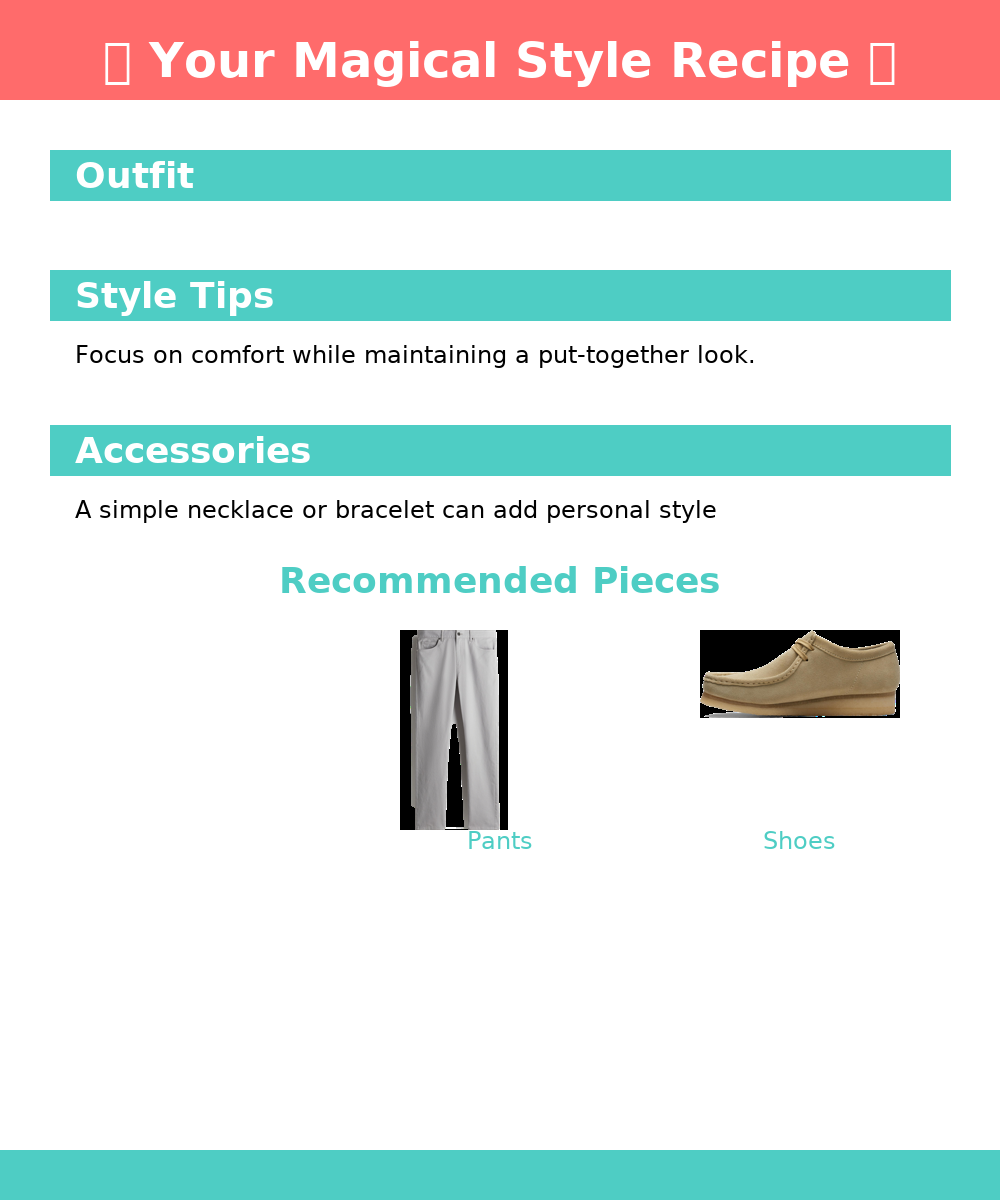 Your Magical Style Recipe
Outfit
Style Tips
Focus on comfort while maintaining a put-together look.
Accessories
A simple necklace or bracelet can add personal style
Recommended Pieces
Pants
Shoes